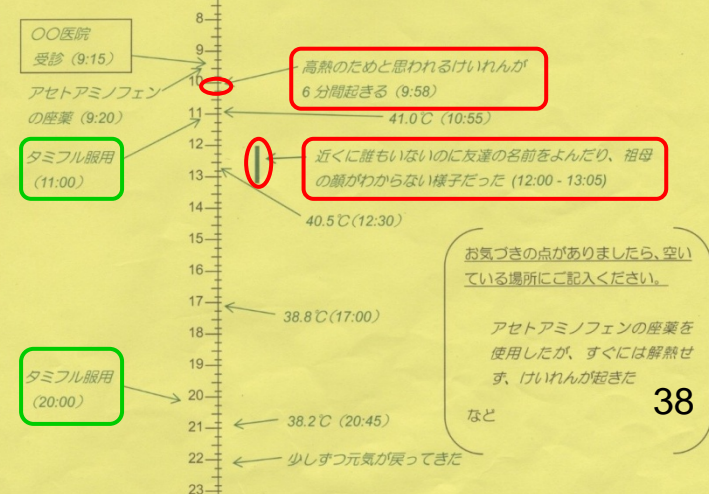 8
9
10
11
12
13
14
15
16
17
18
19
20
21
22
23
〇〇医院
受診（9:15）
アセトアミノフェン
の座薬（9:20）
タミフル服用
（11:00）
タミフル服用
（20:00）
高熱のためと思われるけいれんが
6 分間起きる（9:58）
41.0℃（10:55）
近くに誰もいないのに友達の名前をよんだり、祖母
の顔がわからない様子だった (12:00 - 13:05)
40.5℃（12:30）
38.8℃（17:00）
38.2℃（20:45）
少しずつ元気が戻ってきた
お気づきの点がありましたら、空い
ている場所にご記入ください。
アセトアミノフェンの座薬を
使用したが、すぐには解熱せ
ず、けいれんが起きた
など
38